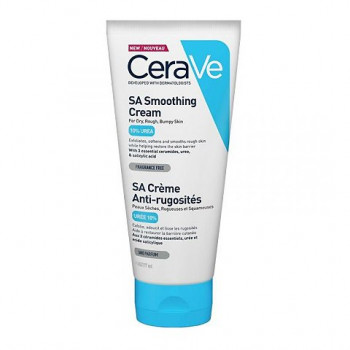 NEW / NOUVEAU
CeraVe
DEVELOPED WITH DERMATOLOGISTS
SA Smoothing
Cream
For Dry, Rough, Bumpy Skin
10% UREA
Exfoliates, softens and smooths rough skin
while helping restore the skin barrier
With 3 essential ceramides, urea,
& salicylic acid
FRAGRANCE FREE
SA Crème
Anti-rugosités
Peaux Sèches, Rugueuses et Squameuses
URÉE 10%
Exfolie, adoucit et lisse les rugosités
Aide à restaurer la barrière cutanée
Aux 3 céramides essentiels, urée et
acide salicylique
SANS PARFUM